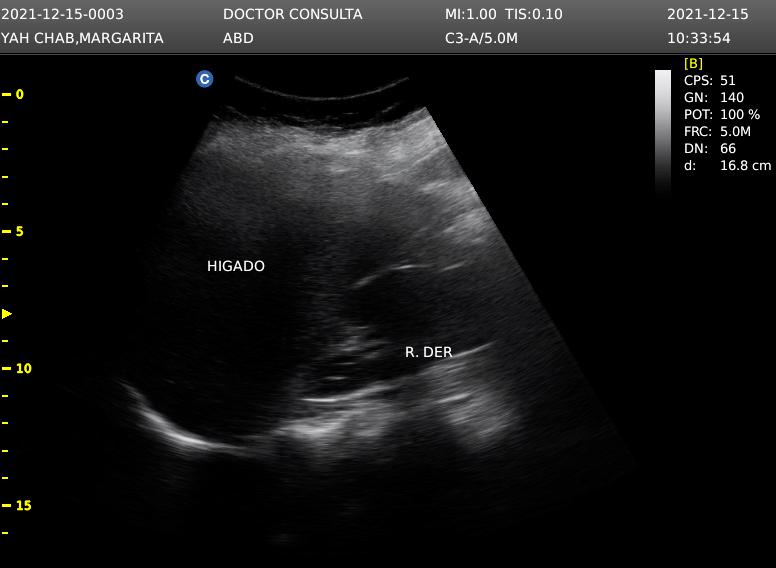 2021-12-15-0003 DOCTOR CONSULTA MI:1.00 TIS:0.10 2021-12-15
YAH CHAB,MARGARITA ABD C3-A/5.0M 10:33:54
C
[B]
CPS: 51
GN: 140
POT: 100 %
FRC: 5.0M
DN: 66
d: 16.8 cm
0
5
HIGADO
R. DER
10
15